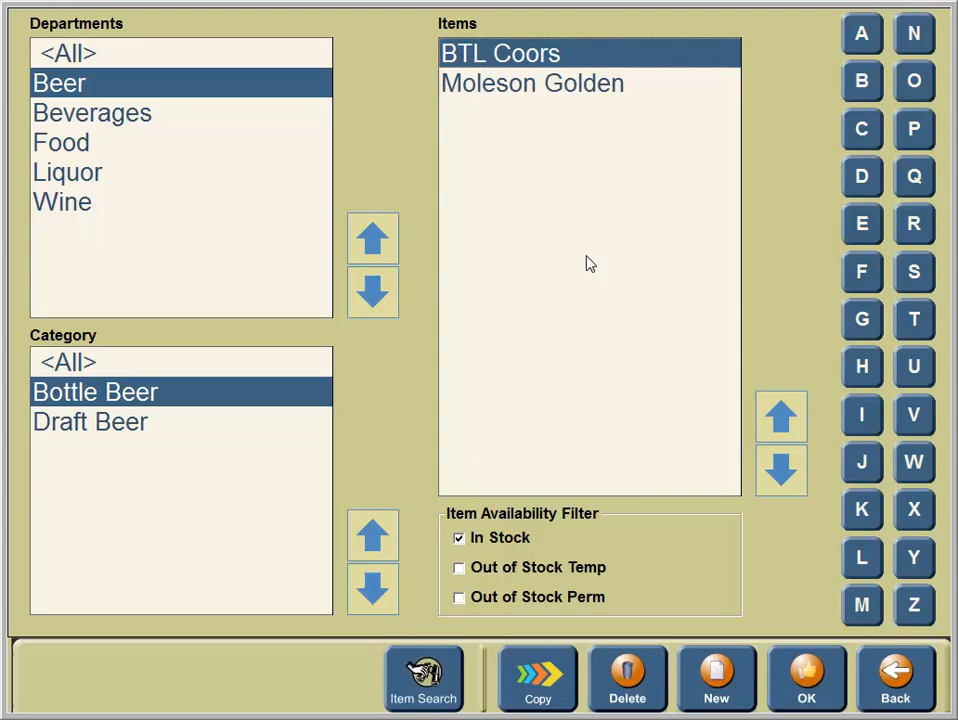 Departments
<All>
Beer
Beverages
Food
Liquor
Wine
Category
<All>
Bottle Beer
Draft Beer
Items
BTL Coors
Moleson Golden
Item Availability Filter
In Stock
Out of Stock Temp
Out of Stock Perm
A N
B O
C P
D Q
E R
F S
G T
H U
I V
J W
K X
L Y
M Z
Item Search
Copy
Delete
New
OK
Back